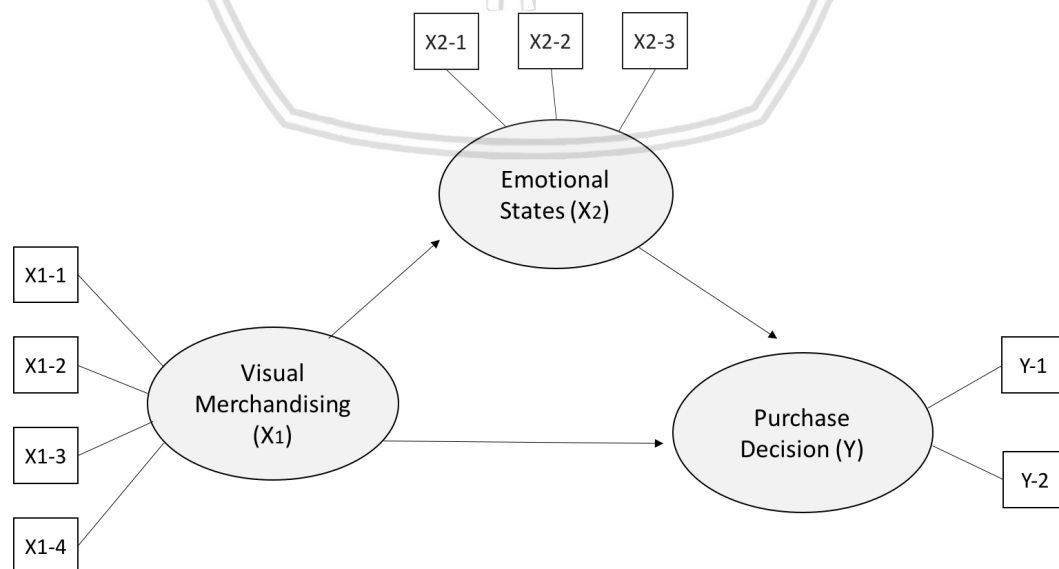 X2-1
X2-2
X2-3
Emotional
States (X2)
X1-1
X1-2
X1-3
X1-4
Visual
Merchandising
(X1)
Purchase
Decision (Y)
Y-1
Y-2